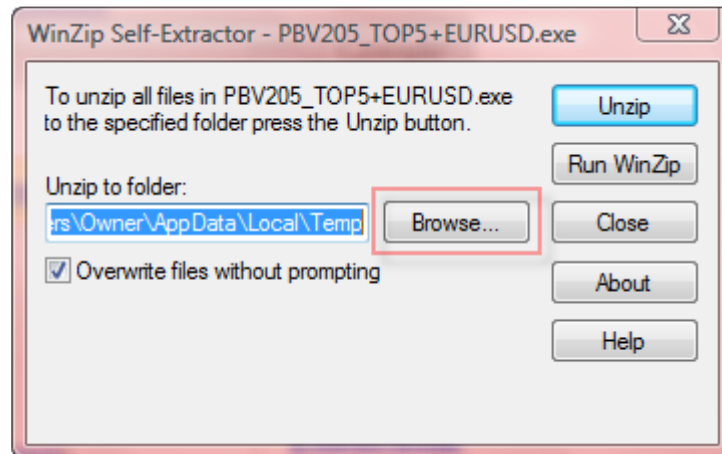 WinZip Self-Extractor - PBV205_TOP5+EURUSD.exe
To unzip all files in PBV205_TOP5+EURUSD.exe
to the specified folder press the Unzip button.
Unzip
Run WinZip
Unzip to folder:
ers\Owner\AppData\Local\Temp
Browse...
Close
Overwrite files without prompting
About
Help